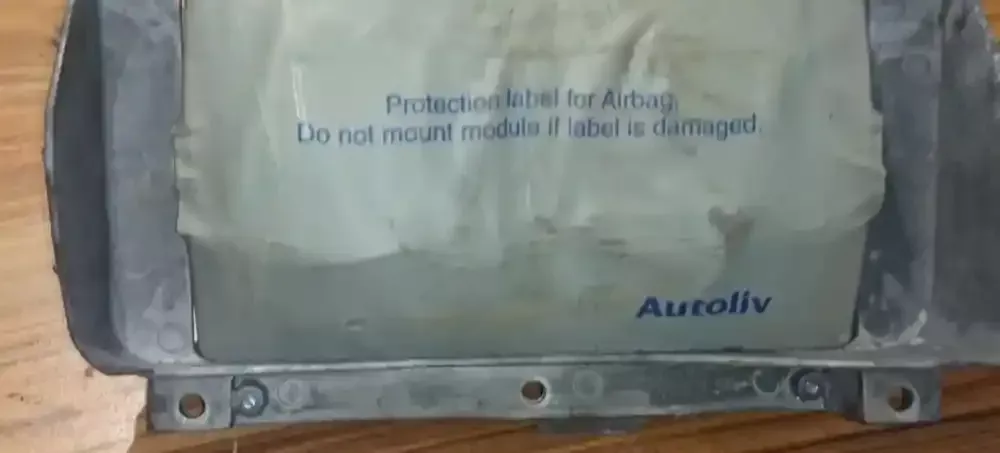 Protection label for Airbag.
Do not mount module if label is damaged.
Autoliv